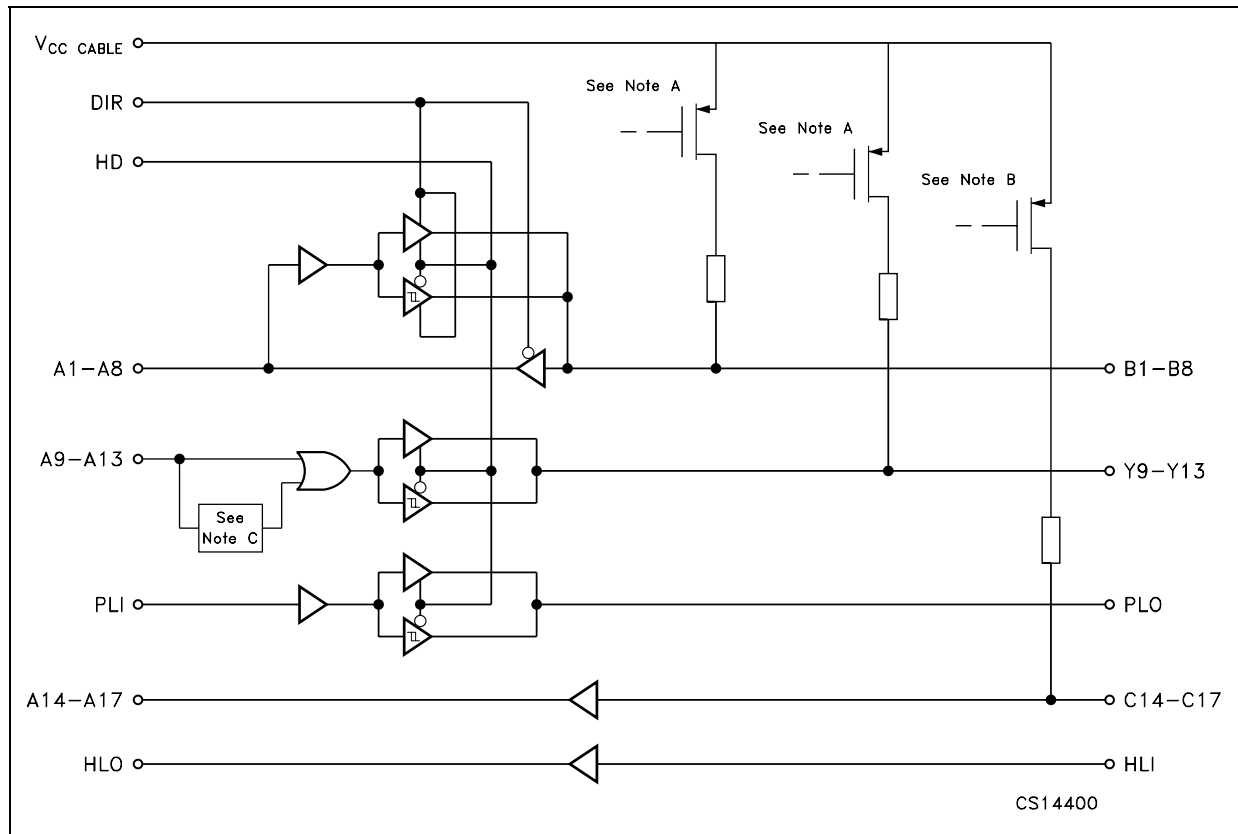 VCC CABLE
DIR
HD
See Note A
See Note A
See Note B
A1-A8
B1-B8
A9-A13
Y9-Y13
See
Note C
PLI
PLO
A14-A17
C14-C17
HLO
HLI
CS14400